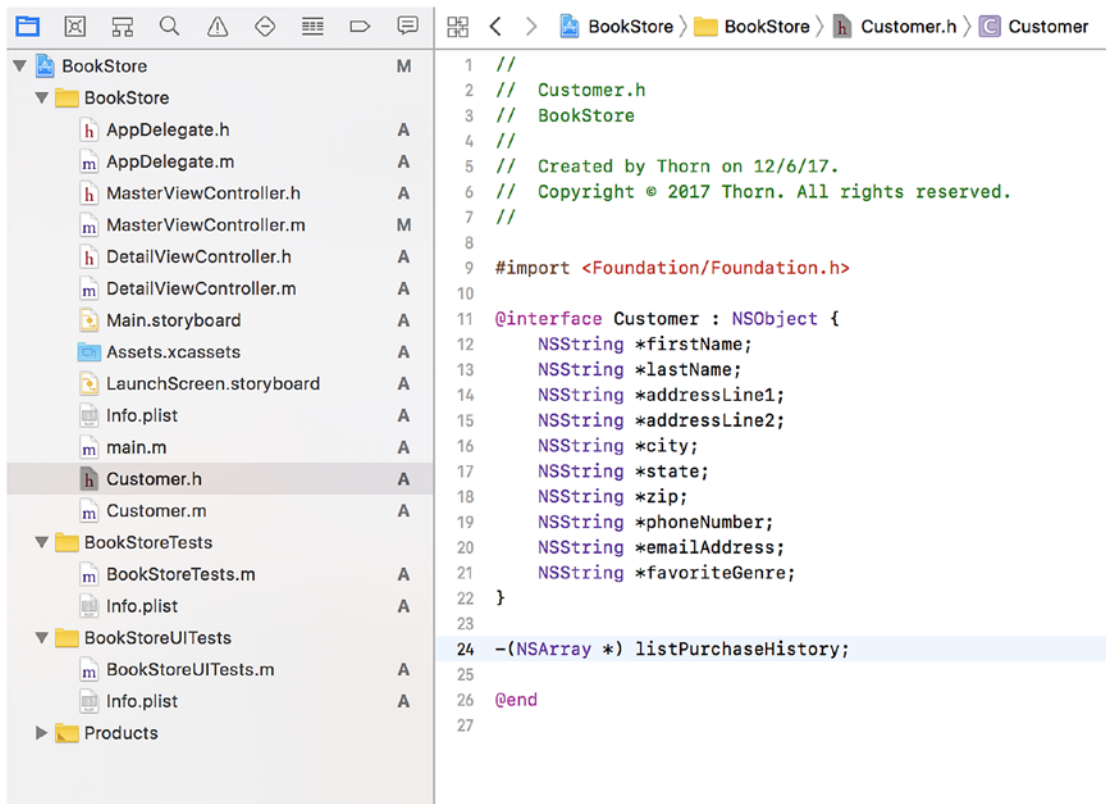 BookStore M
BookStore
h AppDelegate.h A
m AppDelegate.m A
h MasterViewController.h A
m MasterViewController.m M
h DetailViewController.h A
m DetailViewController.m A
Main.storyboard A
Assets.xcassets A
LaunchScreen.storyboard A
Info.plist A
m main.m A
h Customer.h A
m Customer.m A
BookStoreTests
m BookStoreTests.m A
Info.plist A
BookStoreUITests
m BookStoreUITests.m A
Info.plist A
Products
BookStore 〉 BookStore 〉 h Customer.h 〉 C Customer
1 //
2 // Customer.h
3 // BookStore
4 //
5 // Created by Thorn on 12/6/17.
6 // Copyright © 2017 Thorn. All rights reserved.
7 //
8
9 #import <Foundation/Foundation.h>
10
11 @interface Customer : NSObject {
12 NSString *firstName;
13 NSString *lastName;
14 NSString *addressLine1;
15 NSString *addressLine2;
16 NSString *city;
17 NSString *state;
18 NSString *zip;
19 NSString *phoneNumber;
20 NSString *emailAddress;
21 NSString *favoriteGenre;
22 }
23
24 -(NSArray *) listPurchaseHistory;
25
26 @end
27